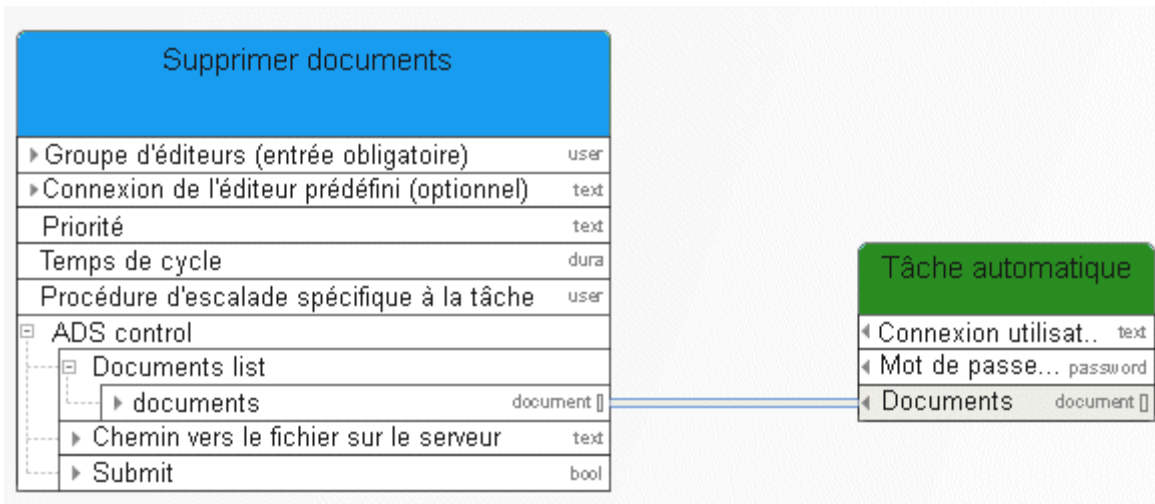 Supprimer documents
Groupe d'éditeurs (entrée obligatoire) user
Connexion de l'éditeur prédéfini (optionnel) text
Priorité text
Temps de cycle dura
Procédure d'escalade spécifique à la tâche user
ADS control
Documents list
documents document []
Chemin vers le fichier sur le serveur text
Submit bool
Tâche automatique
Connexion utilisat.. text
Mot de passe... password
Documents document []